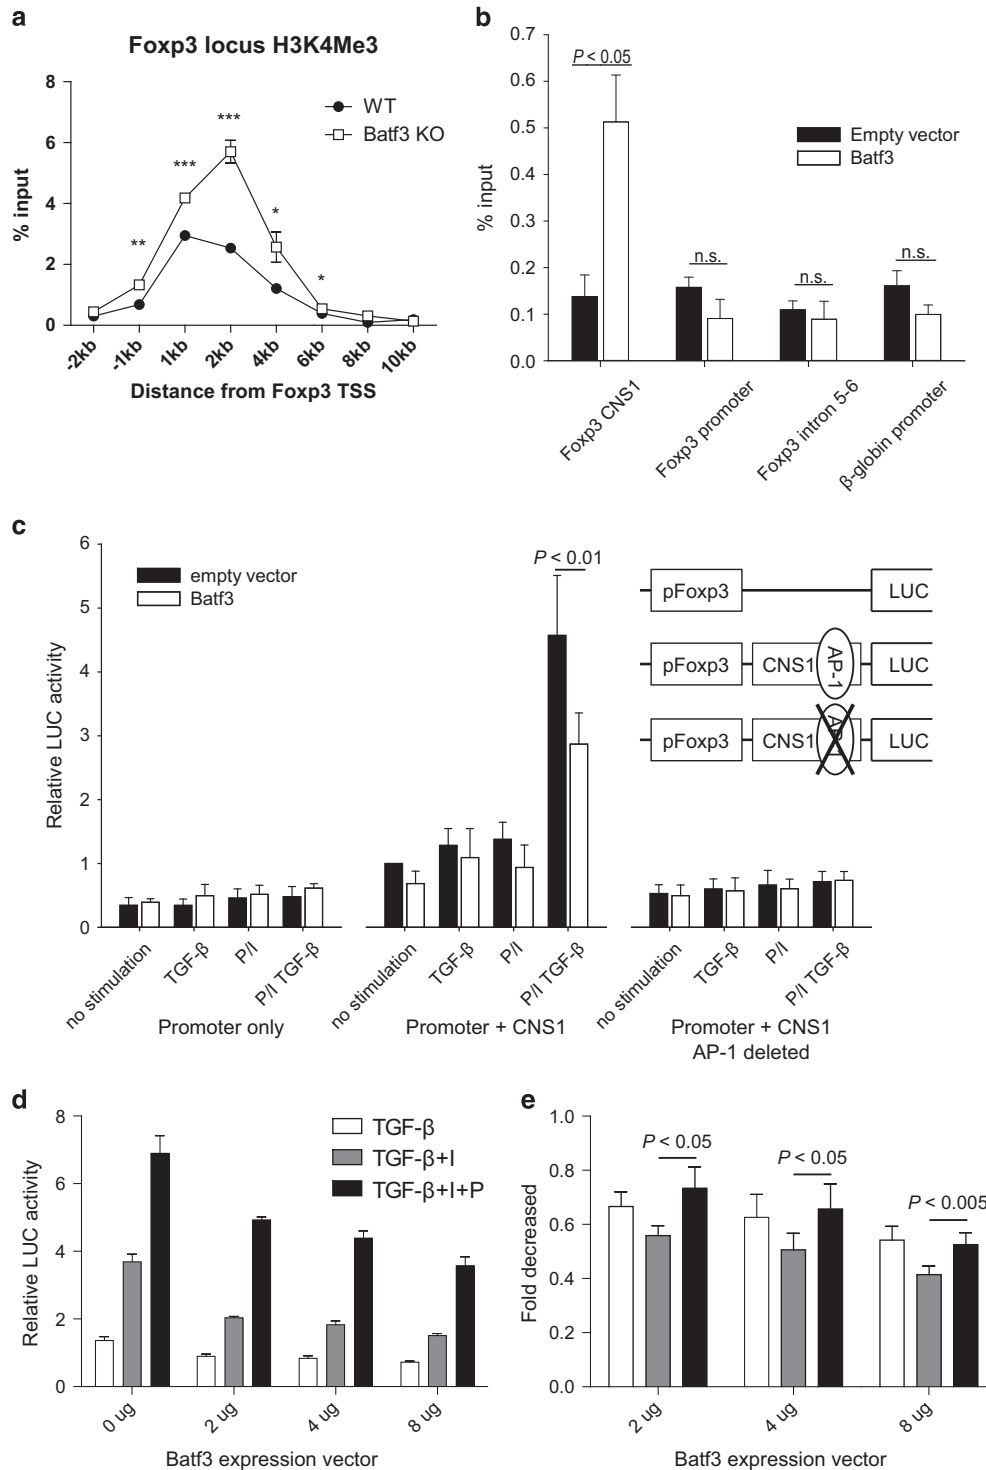 a
Foxp3 locus H3K4Me3
8
6
4
2
0
% input
WT
Batf3 KO
**
***
***
*
*
-2kb
-1kb
1kb
2kb
4kb
6kb
8kb
10kb
Distance from Foxp3 TSS
b
0.7
0.6
0.5
0.4
0.3
0.2
0.1
0.0
% input
P < 0.05
n.s.
n.s.
n.s.
Empty vector
Batf3
Foxp3 CNS1
Foxp3 promoter
Foxp3 intron 5-6
β-globin promoter
c
6
5
4
3
2
1
0
Relative LUC activity
empty vector
Batf3
P < 0.01
pFoxp3
LUC
pFoxp3
CNS1
AP-1
LUC
pFoxp3
CNS1
AP-1
LUC
no stimulation
TGF-β
P/I
P/I TGF-β
no stimulation
TGF-β
P/I
P/I TGF-β
no stimulation
TGF-β
P/I
P/I TGF-β
Promoter only
Promoter + CNS1
Promoter + CNS1
AP-1 deleted
d
8
6
4
2
0
Relative LUC activity
TGF-β
TGF-β+I
TGF-β+I+P
0 ug
2 ug
4 ug
8 ug
Batf3 expression vector
e
1.0
0.8
0.6
0.4
0.2
0.0
Fold decreased
P < 0.05
P < 0.05
P < 0.005
2 ug
4 ug
8 ug
Batf3 expression vector